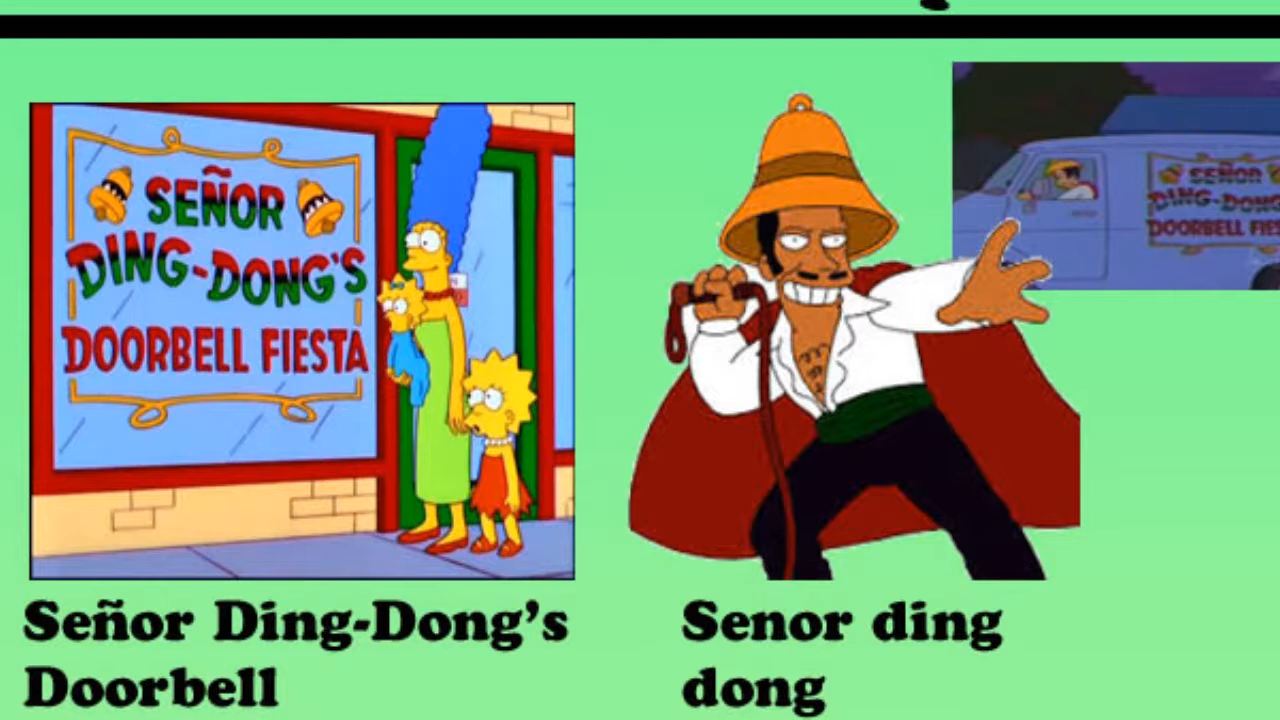 SEÑOR
DING-DONG'S
DOORBELL FIESTA
SEÑOR
DING-DONG
DOORBELL FIES
Señor Ding-Dong’s
Doorbell
Senor ding
dong